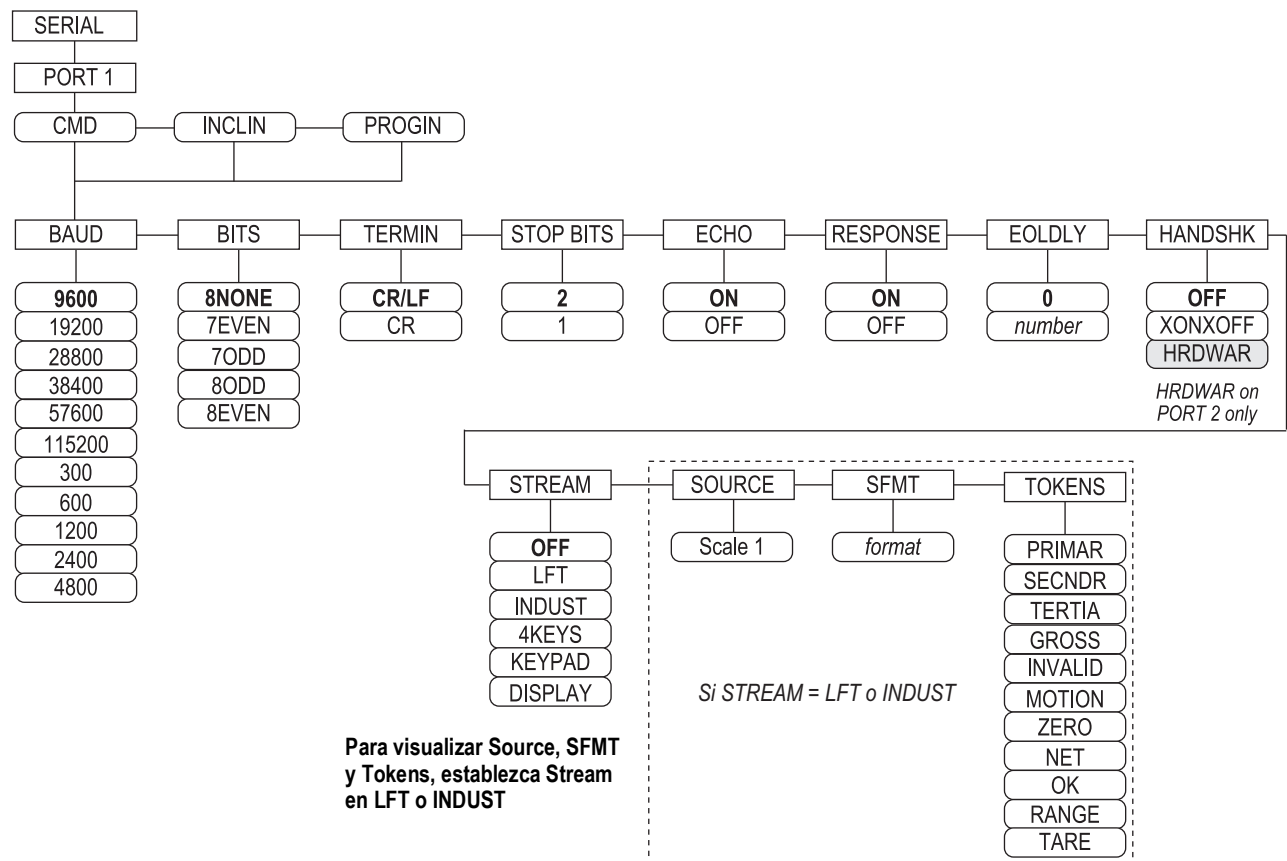 SERIAL
PORT 1
CMD
INCLIN
PROGIN
BAUD
BITS
TERMIN
STOP BITS
ECHO
RESPONSE
EOLDLY
HANDSHK
9600
19200
28800
38400
57600
115200
300
600
1200
2400
4800
8NONE
7EVEN
7ODD
8ODD
8EVEN
CR/LF
CR
2
1
ON
OFF
ON
OFF
0
number
OFF
XONXOFF
HRDWAR
HRDWAR on
PORT 2 only
STREAM
SOURCE
SFMT
TOKENS
OFF
LFT
INDUST
4KEYS
KEYPAD
DISPLAY
Scale 1
format
PRIMAR
SECNDR
TERTIA
GROSS
INVALID
MOTION
ZERO
NET
OK
RANGE
TARE
Si STREAM = LFT o INDUST
Para visualizar Source, SFMT
y Tokens, establezca Stream
en LFT o INDUST